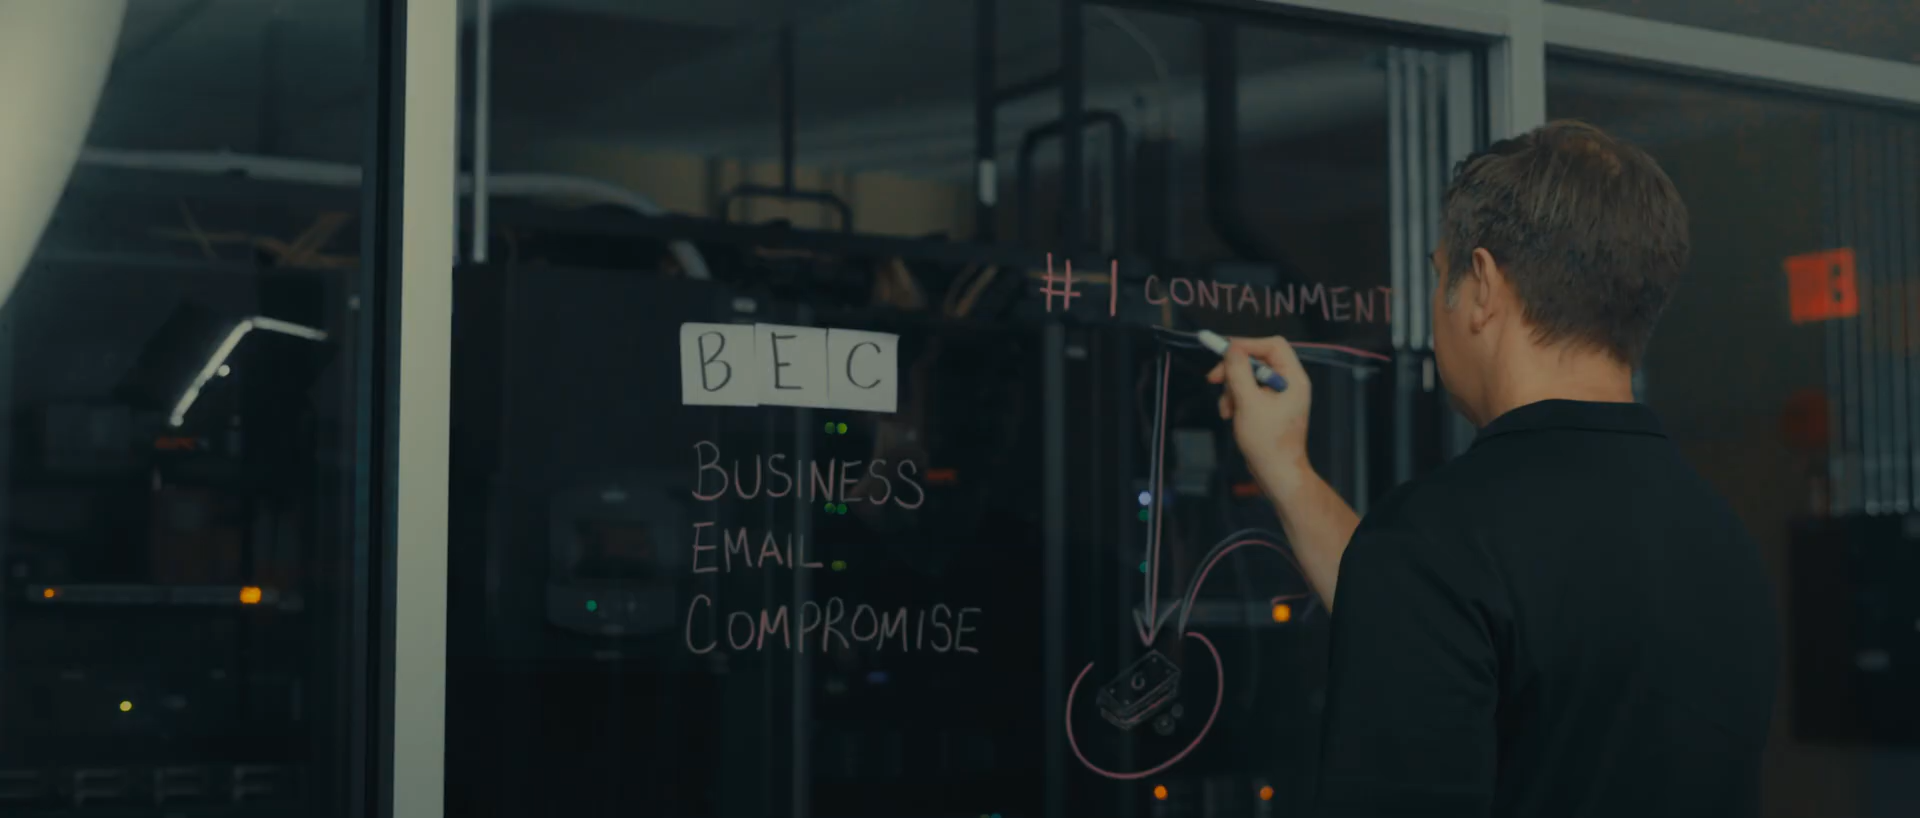 B E C
BUSINESS
EMAIL
COMPROMISE
#1 CONTAINMENT